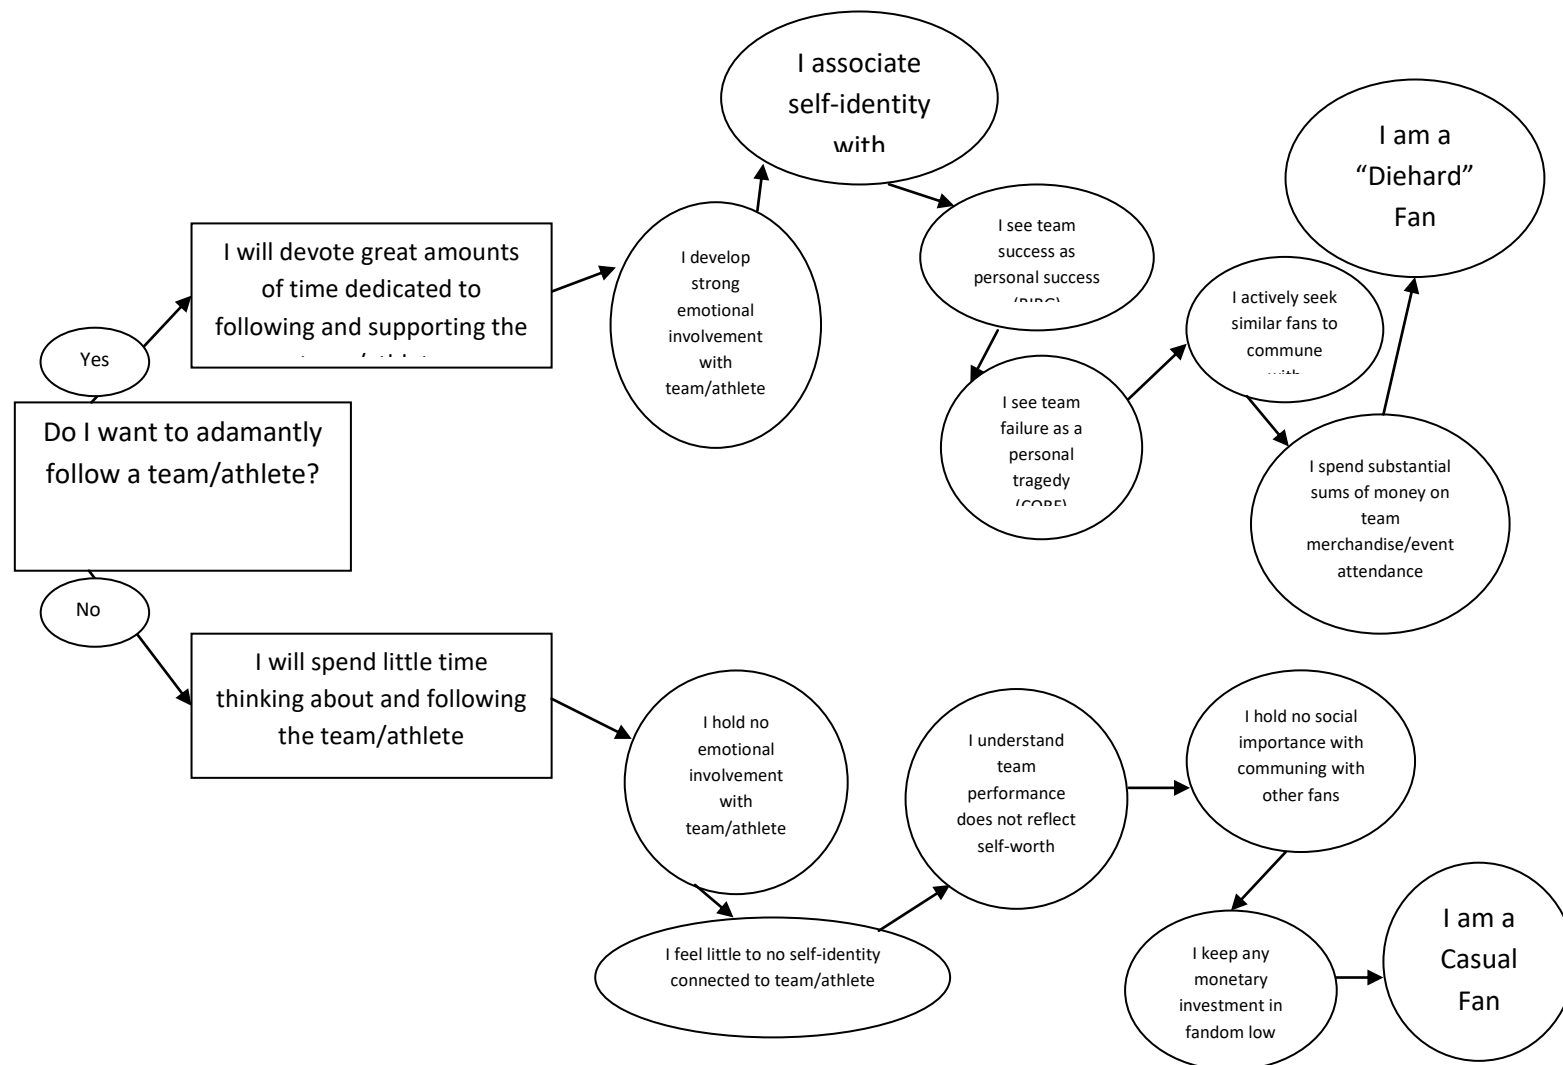 Do I want to adamantly
follow a team/athlete?
Yes
I will devote great amounts
of time dedicated to
following and supporting the
I develop
strong
emotional
involvement
with
team/athlete
I associate
self-identity
with
I see team
success as
personal success
I see team
failure as a
personal
tragedy
I actively seek
similar fans to
commune
with
I spend substantial
sums of money on
team
merchandise/event
attendance
I am a
“Diehard”
Fan
No
I will spend little time
thinking about and following
the team/athlete
I hold no
emotional
involvement
with
team/athlete
I feel little to no self-identity
connected to team/athlete
I understand
team
performance
does not reflect
self-worth
I hold no social
importance with
communing with
other fans
I keep any
monetary
investment in
fandom low
I am a
Casual
Fan